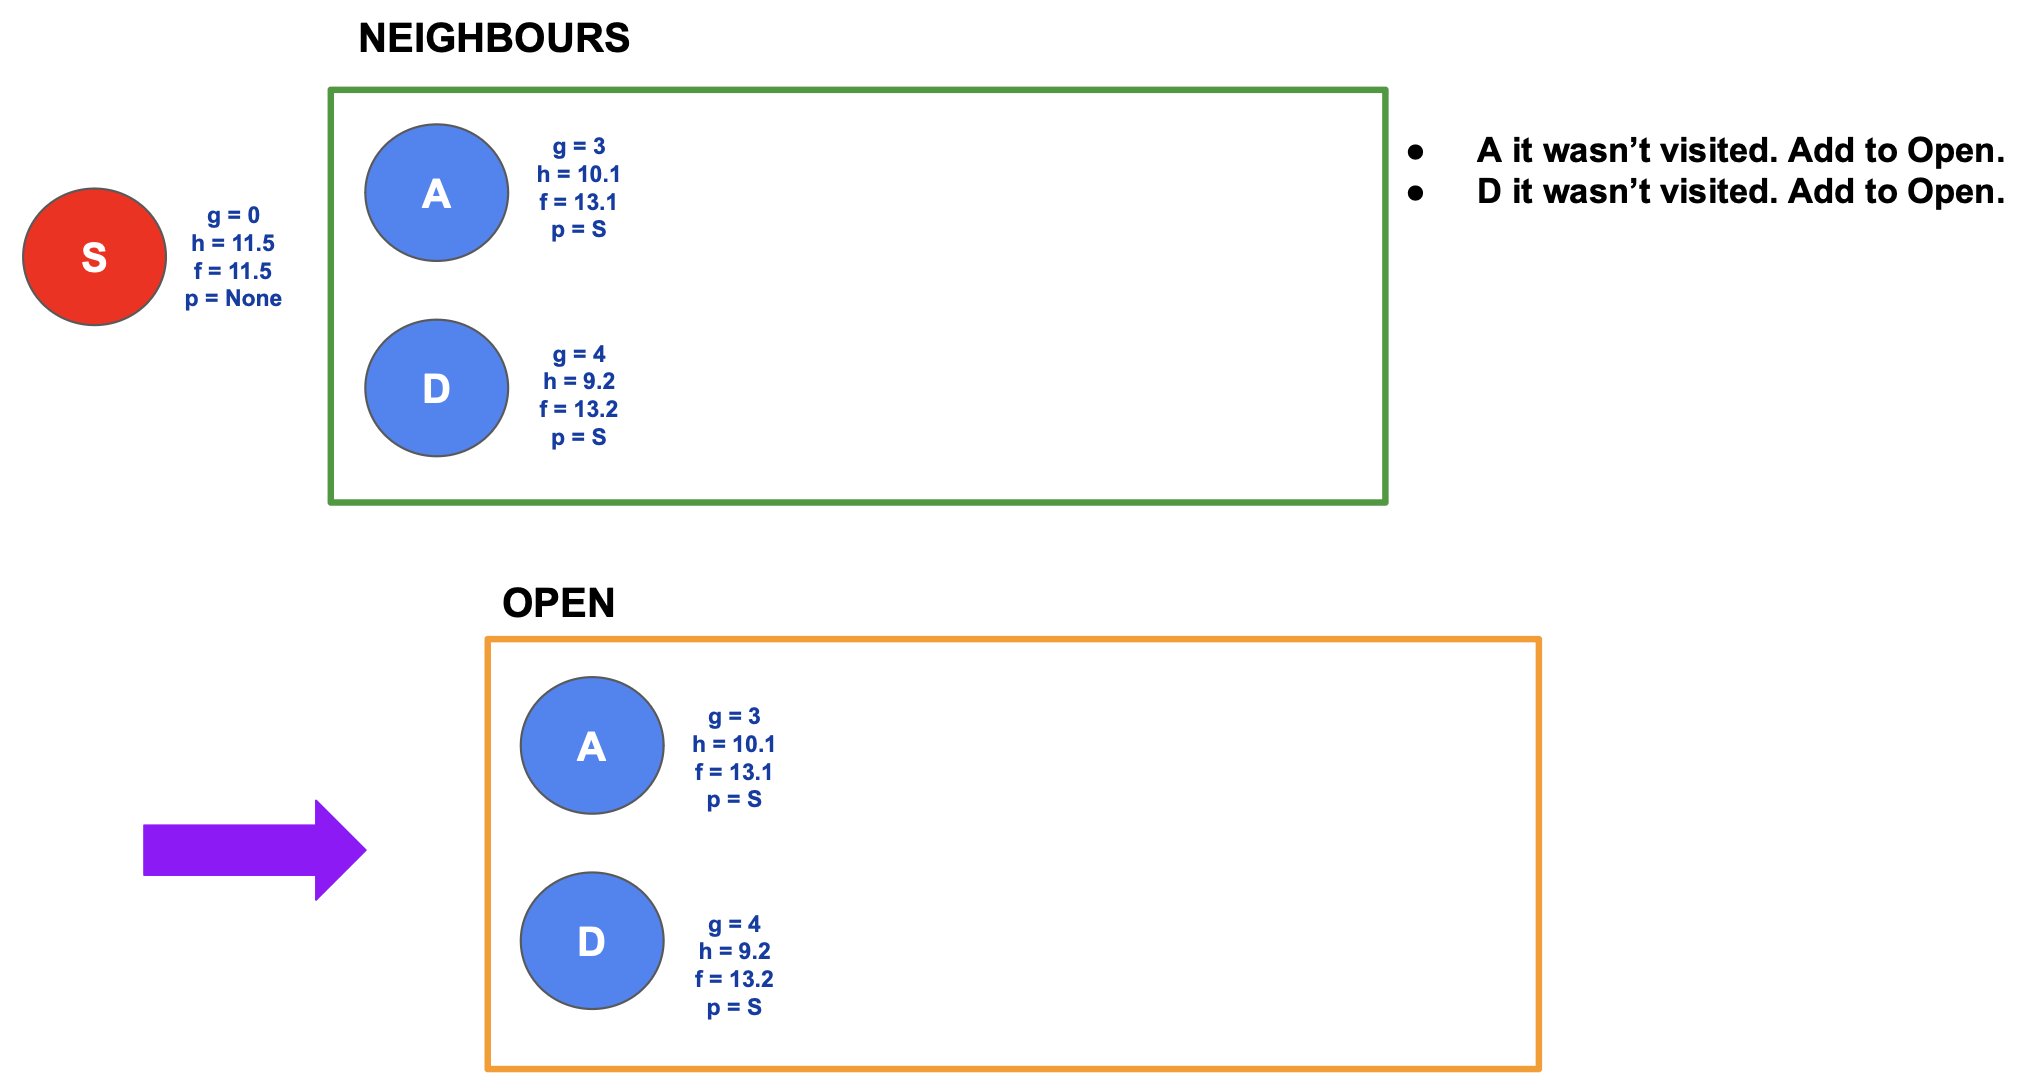 NEIGHBOURS
S
g = 0
h = 11.5
f = 11.5
p = None
A
g = 3
h = 10.1
f = 13.1
p = S
D
g = 4
h = 9.2
f = 13.2
p = S
● A it wasn’t visited. Add to Open.
● D it wasn’t visited. Add to Open.
OPEN
A
g = 3
h = 10.1
f = 13.1
p = S
D
g = 4
h = 9.2
f = 13.2
p = S